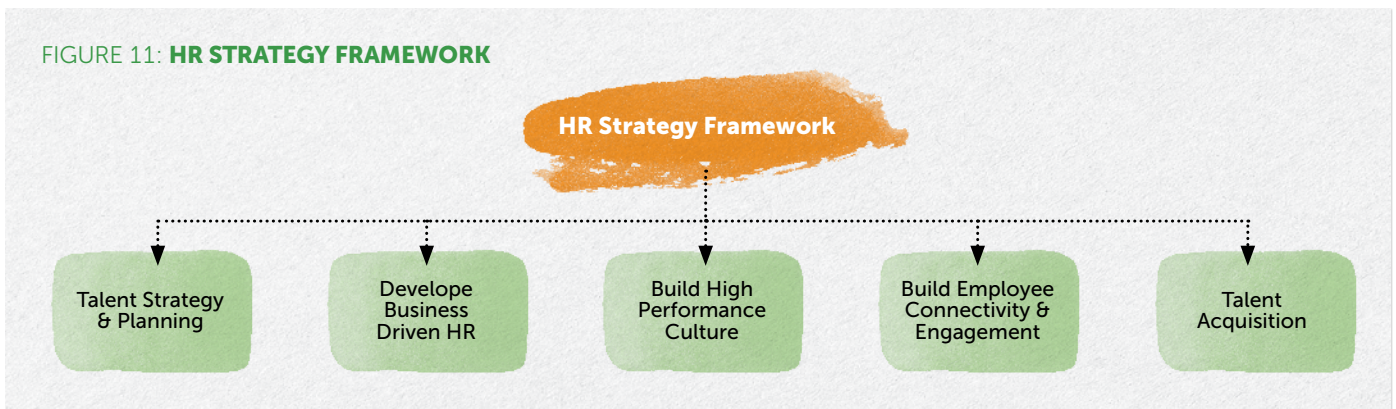 FIGURE 11: HR STRATEGY FRAMEWORK
HR Strategy Framework
Talent Strategy
& Planning
Develope
Business
Driven HR
Build High
Performance
Culture
Build Employee
Connectivity &
Engagement
Talent
Acquisition